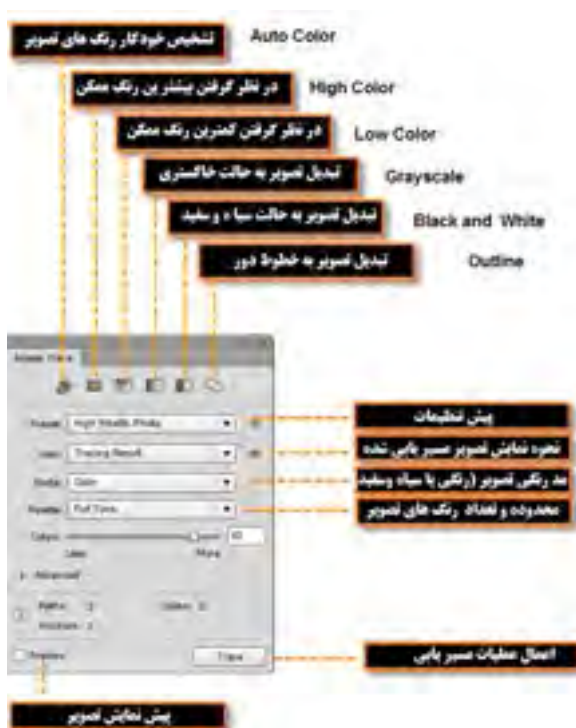 تشخیص خودکار رنگ های تصویر Auto Color
در نظر گرفتن بیشترین رنگ ممکن High Color
در نظر گرفتن کمترین رنگ ممکن Low Color
تبدیل تصویر به حالت خاکستری Grayscale
تبدیل تصویر به حالت سیاه و سفید Black and White
تبدیل تصویر به خطوط دور Outline
Image Trace
Preset: High Fidelity Photo
پیش تنظیمات
View: Tracing Result
نحوه نمایش تصویر مسیر یابی شده
Mode: Color
مد رنگی تصویر (رنگی یا سیاه وسفید
Palette: Full Tone
محدوده و تعداد رنگ های تصویر
Colors:
Less More
Advanced
Paths: Colors:
Anchors:
Preview Trace
اعمال عملیات مسیر یابی
پیش نمایش تصویر